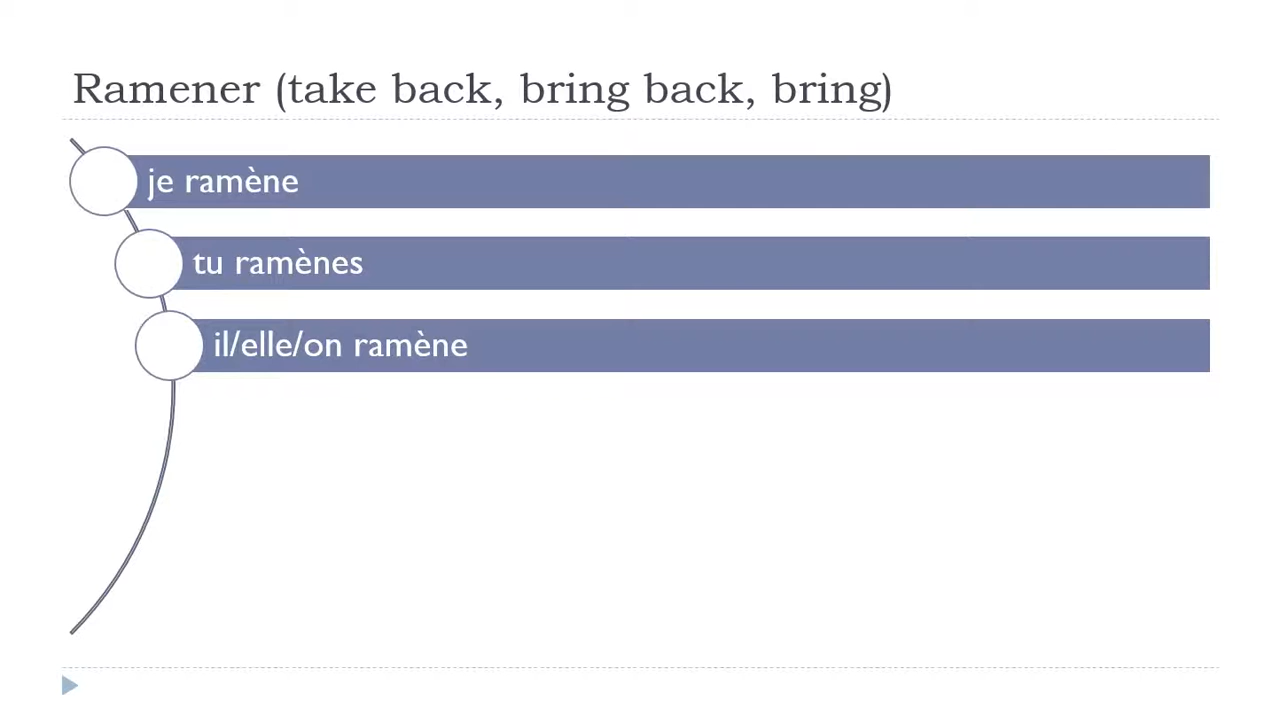 Ramener (take back, bring back, bring)
je ramène
tu ramènes
il/elle/on ramène